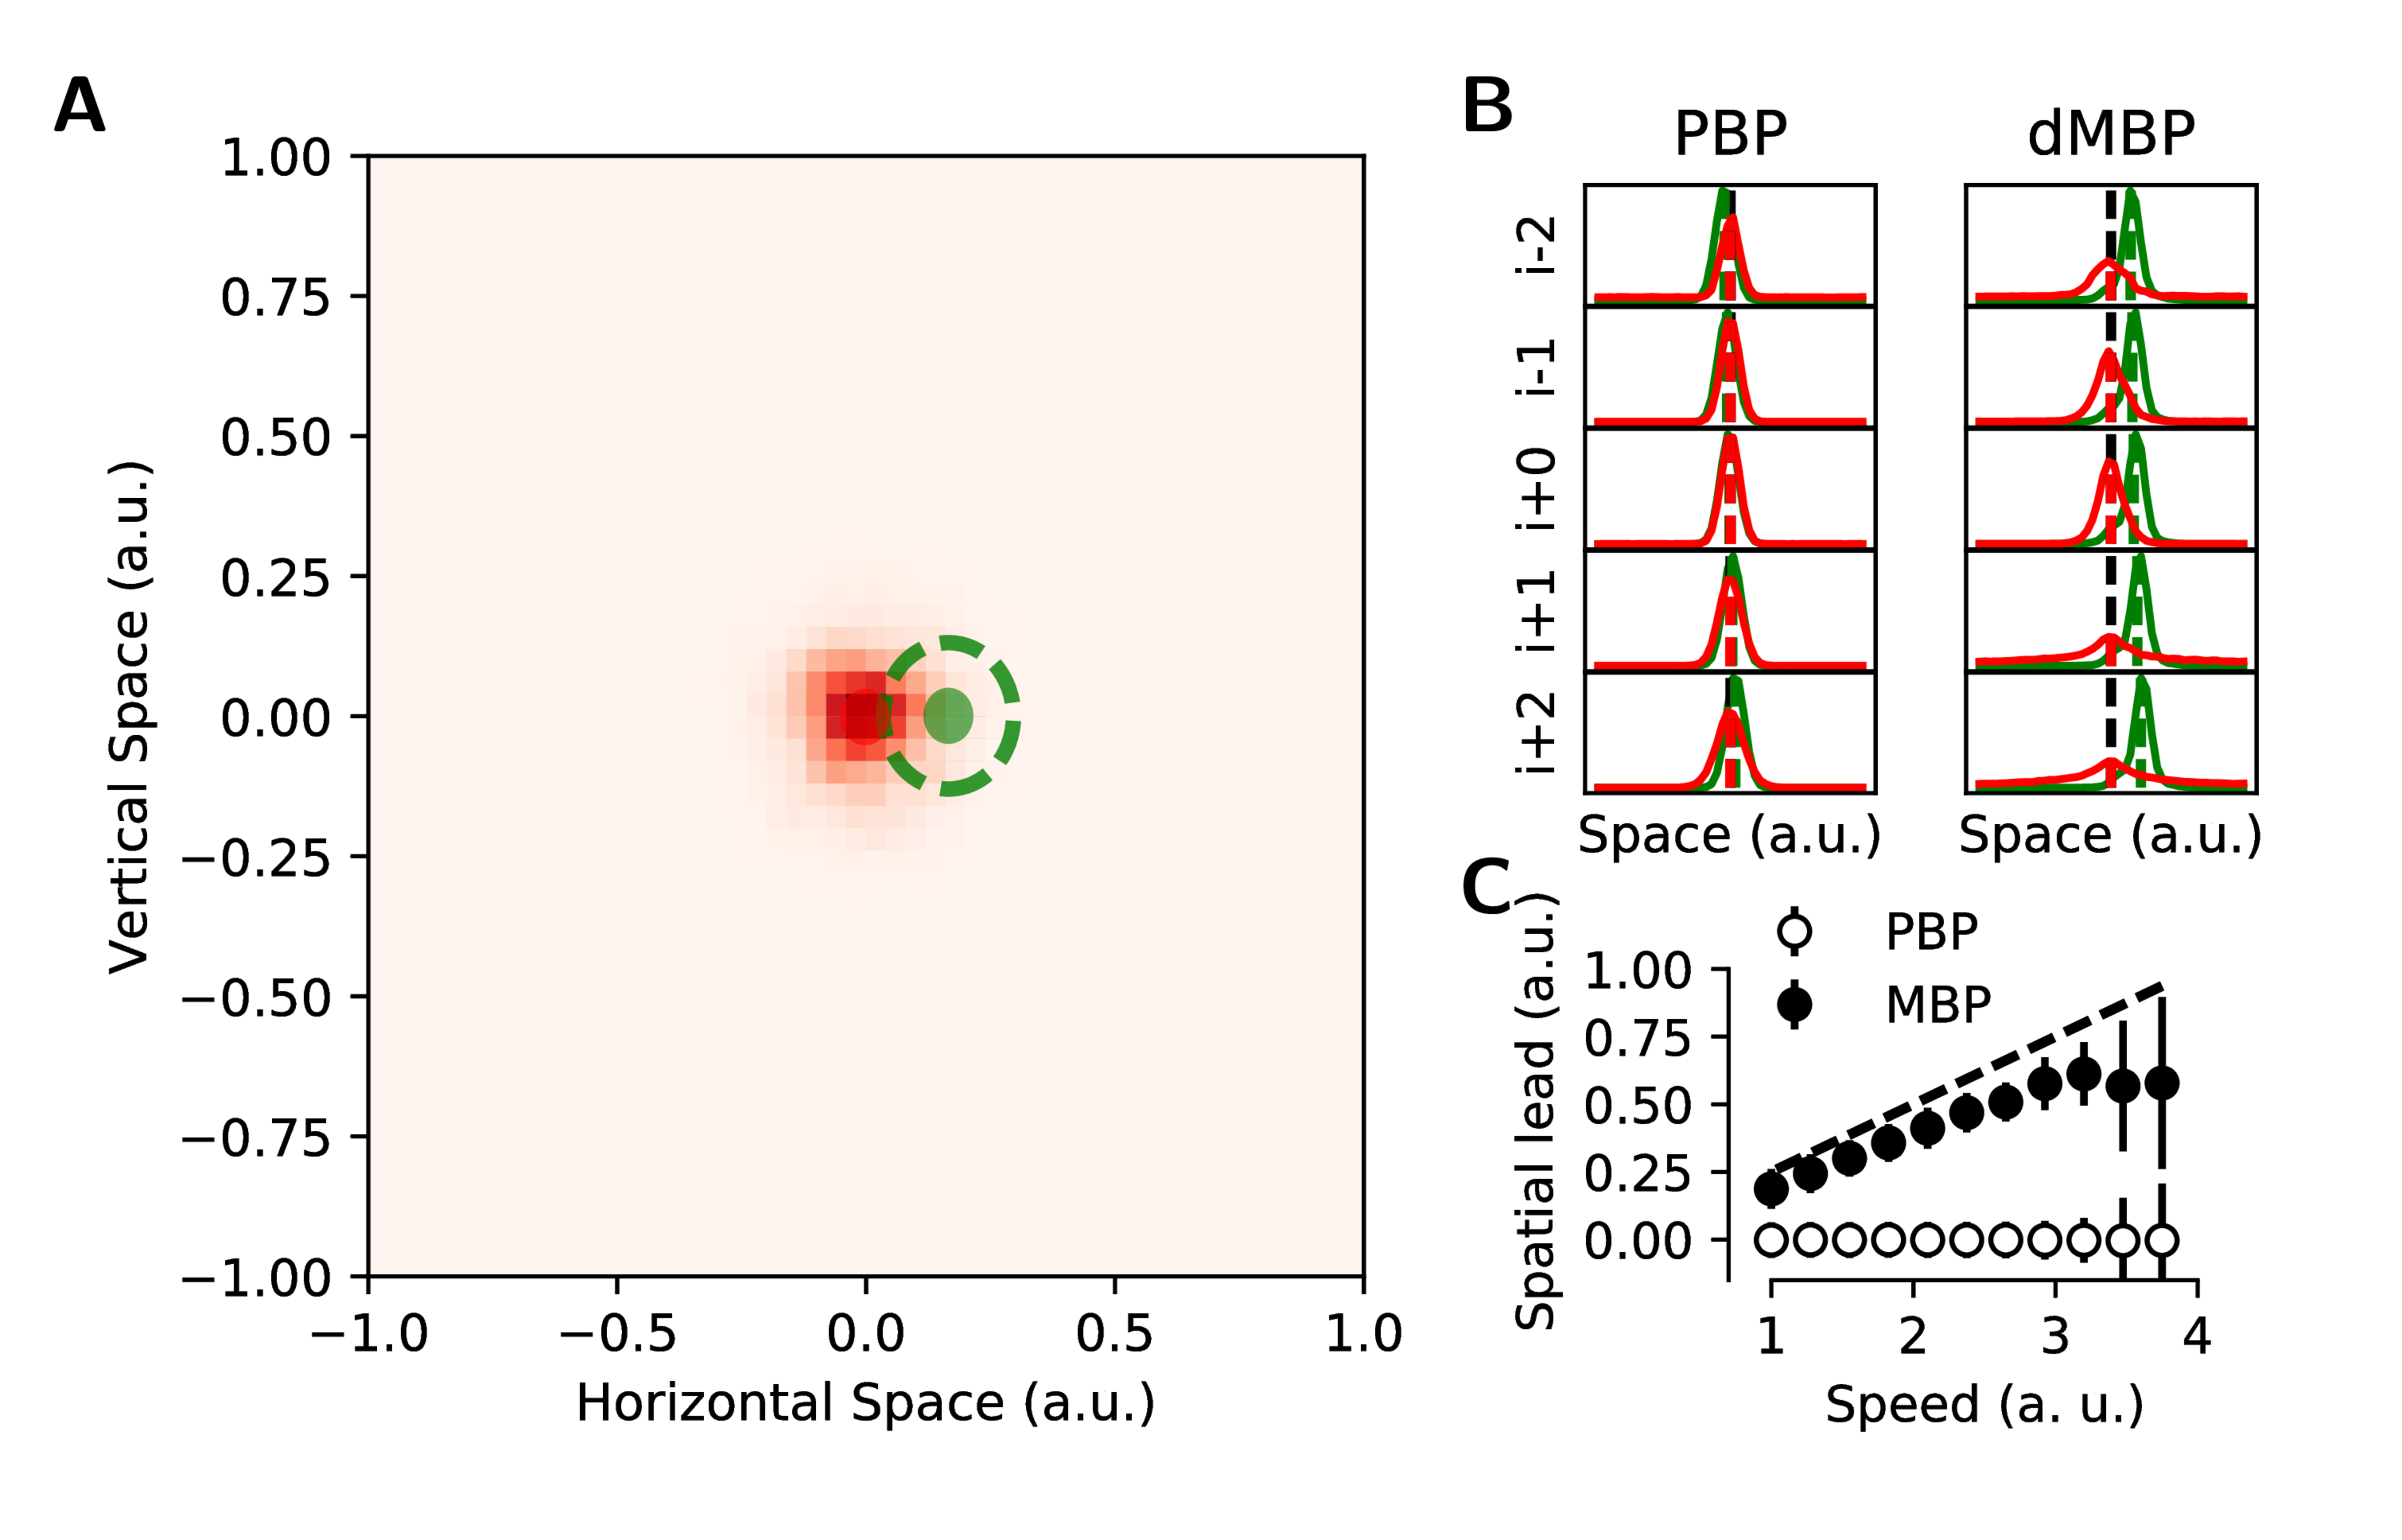 A
1.00
0.75
0.50
0.25
0.00
−0.25
−0.50
−0.75
−1.00
Vertical Space (a.u.)
−1.0
−0.5
0.0
0.5
1.0
Horizontal Space (a.u.)
B
PBP
dMBP
i-2
i-1
i+0
i+1
i+2
Space (a.u.)
Space (a.u.)
C
PBP
MBP
1.00
0.75
0.50
0.25
0.00
Spatial lead (a.u.)
1
2
3
4
Speed (a. u.)